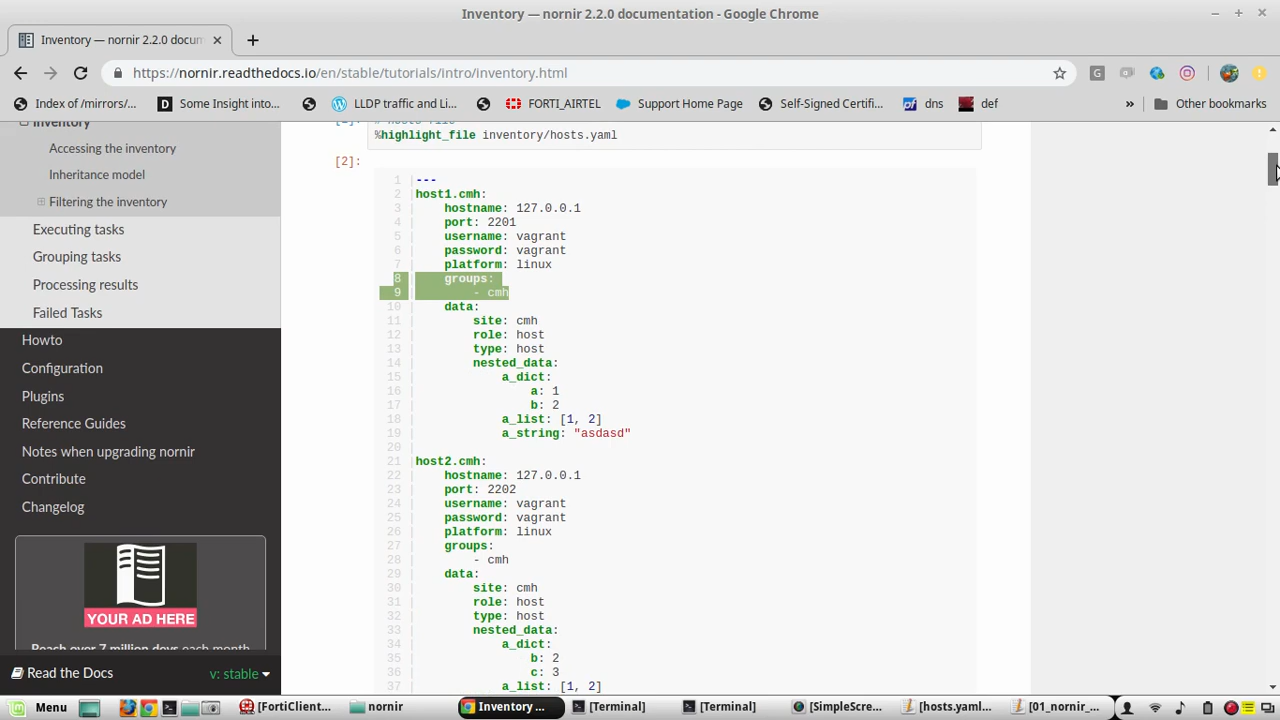 Inventory — nornir 2.2.0 documentation - Google Chrome
Inventory — nornir 2.2.0 docum
https://nornir.readthedocs.io/en/stable/tutorials/intro/inventory.html
Index of /mirrors/... Some Insight into... LLDP traffic and Li... FORTI_AIRTEL Support Home Page Self-Signed Certifi... dns def » Other bookmarks
Inventory
Accessing the inventory
Inheritance model
Filtering the inventory
Executing tasks
Grouping tasks
Processing results
Failed Tasks
Howto
Configuration
Plugins
Reference Guides
Notes when upgrading nornir
Contribute
Changelog
YOUR AD HERE
Reach over 7 million devs each month
Read the Docs v: stable
%highlight_file inventory/hosts.yaml
[2]:
1 ---
2 host1.cmh:
3 hostname: 127.0.0.1
4 port: 2201
5 username: vagrant
6 password: vagrant
7 platform: linux
8 groups:
9 - cmh
10 data:
11 site: cmh
12 role: host
13 type: host
14 nested_data:
15 a_dict:
16 a: 1
17 b: 2
18 a_list: [1, 2]
19 a_string: "asdasd"
20
21 host2.cmh:
22 hostname: 127.0.0.1
23 port: 2202
24 username: vagrant
25 password: vagrant
26 platform: linux
27 groups:
28 - cmh
29 data:
30 site: cmh
31 role: host
32 type: host
33 nested_data:
34 a_dict:
35 b: 2
36 c: 3
37 a_list: [1, 2]
Menu [FortiClient... nornir Inventory ... [Terminal] [Terminal] [SimpleScre... [hosts.yaml... [01_nornir_...